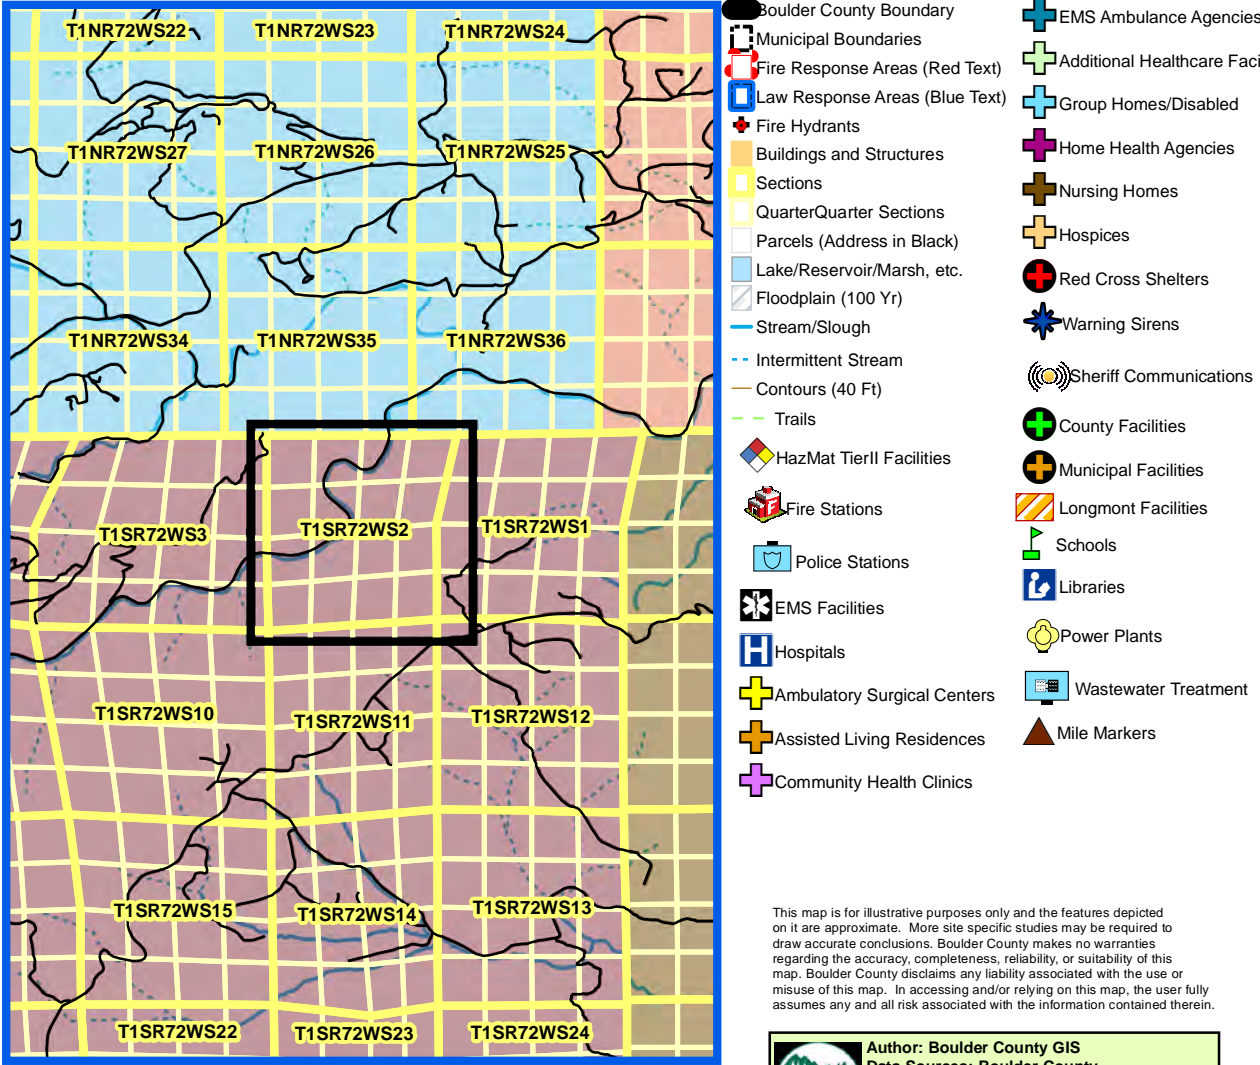 T1NR72WS22
T1NR72WS23
T1NR72WS24
T1NR72WS27
T1NR72WS26
T1NR72WS25
T1NR72WS34
T1NR72WS35
T1NR72WS36
T1SR72WS3
T1SR72WS2
T1SR72WS1
T1SR72WS10
T1SR72WS11
T1SR72WS12
T1SR72WS15
T1SR72WS14
T1SR72WS13
T1SR72WS22
T1SR72WS23
T1SR72WS24
Boulder County Boundary
Municipal Boundaries
Fire Response Areas (Red Text)
Law Response Areas (Blue Text)
Fire Hydrants
Buildings and Structures
Sections
QuarterQuarter Sections
Parcels (Address in Black)
Lake/Reservoir/Marsh, etc.
Floodplain (100 Yr)
Stream/Slough
Intermittent Stream
Contours (40 Ft)
Trails
HazMat TierII Facilities
Fire Stations
Police Stations
EMS Facilities
H Hospitals
Ambulatory Surgical Centers
Assisted Living Residences
Community Health Clinics
EMS Ambulance Agencies
Additional Healthcare Faci
Group Homes/Disabled
Home Health Agencies
Nursing Homes
Hospices
Red Cross Shelters
Warning Sirens
Sheriff Communications
County Facilities
Municipal Facilities
Longmont Facilities
Schools
Libraries
Power Plants
Wastewater Treatment
Mile Markers
This map is for illustrative purposes only and the features depicted
on it are approximate. More site specific studies may be required to
draw accurate conclusions. Boulder County makes no warranties
regarding the accuracy, completeness, reliability, or suitability of this
map. Boulder County disclaims any liability associated with the use or
misuse of this map. In accessing and/or relying on this map, the user fully
assumes any and all risk associated with the information contained therein.
Author: Boulder County GIS
Data Sources: Boulder County